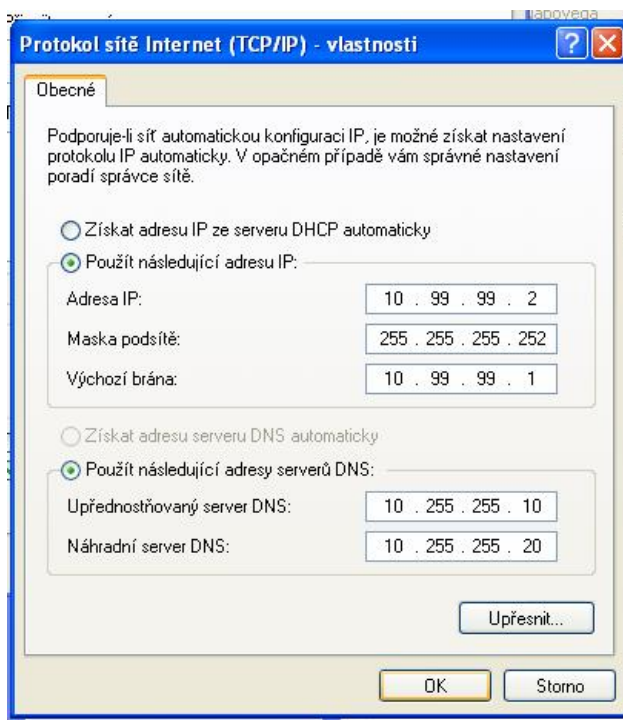 Protokol sítě Internet (TCP/IP) - vlastnosti
Obecné
Podporuje-li síť automatickou konfiguraci IP, je možné získat nastavení
protokolu IP automaticky. V opačném případě vám správné nastavení
poradí správce sítě.
Získat adresu IP ze serveru DHCP automaticky
Použít následující adresu IP:
Adresa IP: 10 . 99 . 99 . 2
Maska podsítě: 255 . 255 . 255 . 252
Výchozí brána: 10 . 99 . 99 . 1
Získat adresu serveru DNS automaticky
Použít následující adresy serverů DNS:
Upřednostňovaný server DNS: 10 . 255 . 255 . 10
Náhradní server DNS: 10 . 255 . 255 . 20
Upřesnit...
OK Storno